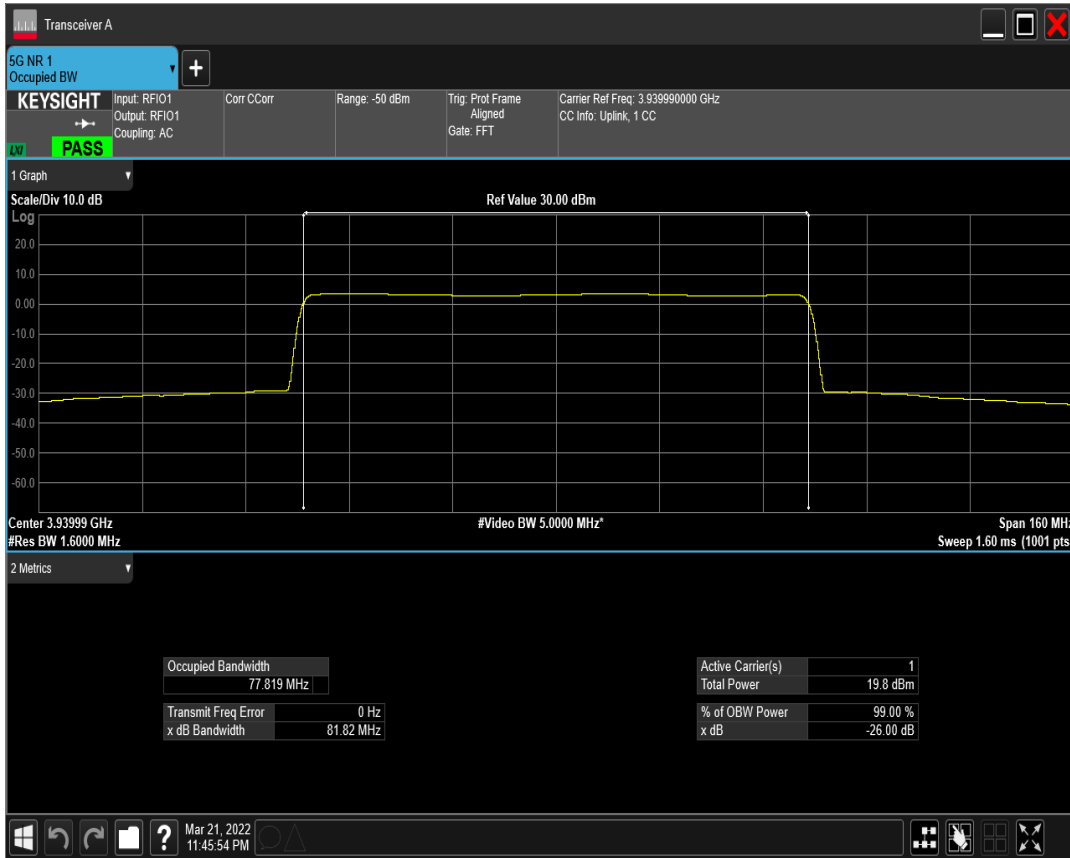 Transceiver A
5G NR 1
Occupied BW
+
KEYSIGHT
LXI
PASS
Input: RFIO1
Output: RFIO1
Coupling: AC
Corr CCorr
Range: -50 dBm
Trig: Prot Frame
Aligned
Gate: FFT
Carrier Ref Freq: 3.939990000 GHz
CC Info: Uplink, 1 CC
1 Graph
Scale/Div 10.0 dB
Ref Value 30.00 dBm
Log
20.0
10.0
0.00
-10.0
-20.0
-30.0
-40.0
-50.0
-60.0
Center 3.93999 GHz
#Video BW 5.0000 MHz*
Span 160 MHz
#Res BW 1.6000 MHz
Sweep 1.60 ms (1001 pts
2 Metrics
Occupied Bandwidth
77.819 MHz
Transmit Freq Error 0 Hz
x dB Bandwidth 81.82 MHz
Active Carrier(s) 1
Total Power 19.8 dBm
% of OBW Power 99.00 %
x dB -26.00 dB
?
Mar 21, 2022
11:45:54 PM